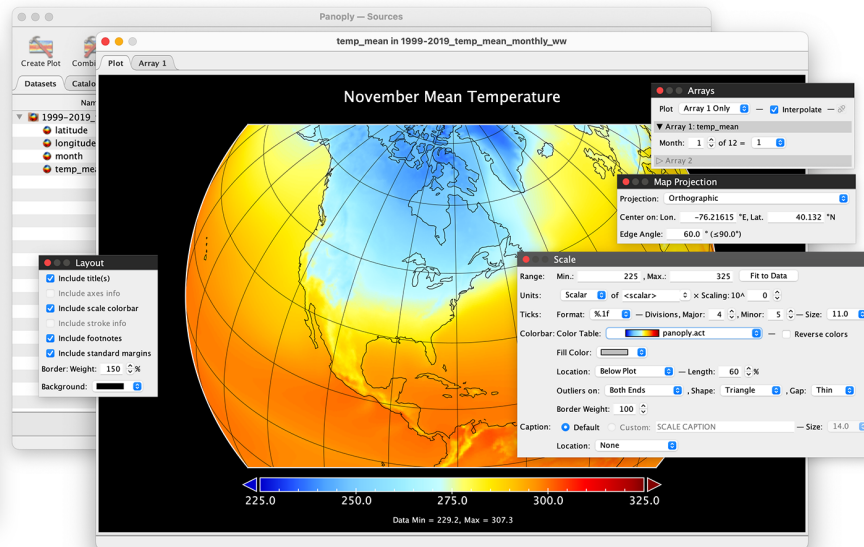 Panoply — Sources
temp_mean in 1999-2019_temp_mean_monthly_ww
Create Plot
Combi
Plot
Array 1
Datasets
Catalo
Nam
1999-2019_
latitude
longitude
month
temp_mea
November Mean Temperature
225.0
250.0
275.0
300.0
325.0
Data Min = 229.2, Max = 307.3
Layout
Include title(s)
Include axes info
Include scale colorbar
Include stroke info
Include footnotes
Include standard margins
Border: Weight: 150 %
Background:
Arrays
Plot Array 1 Only — Interpolate —
Array 1: temp_mean
Month: 1 of 12 = 1
Array 2
Map Projection
Projection: Orthographic
Center on: Lon. -76.21615 °E, Lat. 40.132 °N
Edge Angle: 60.0 ° (≤90.0°)
Scale
Range: Min.: 225 , Max.: 325 Fit to Data
Units: Scalar of <scalar> × Scaling: 10^ 0
Ticks: Format: %.1f — Divisions, Major: 4 , Minor: 5 — Size: 11.0
Colorbar: Color Table: panoply.act — Reverse colors
Fill Color:
Location: Below Plot — Length: 60 %
Outliers on: Both Ends , Shape: Triangle , Gap: Thin
Border Weight: 100
Caption: Default Custom: SCALE CAPTION — Size: 14.0
Location: None